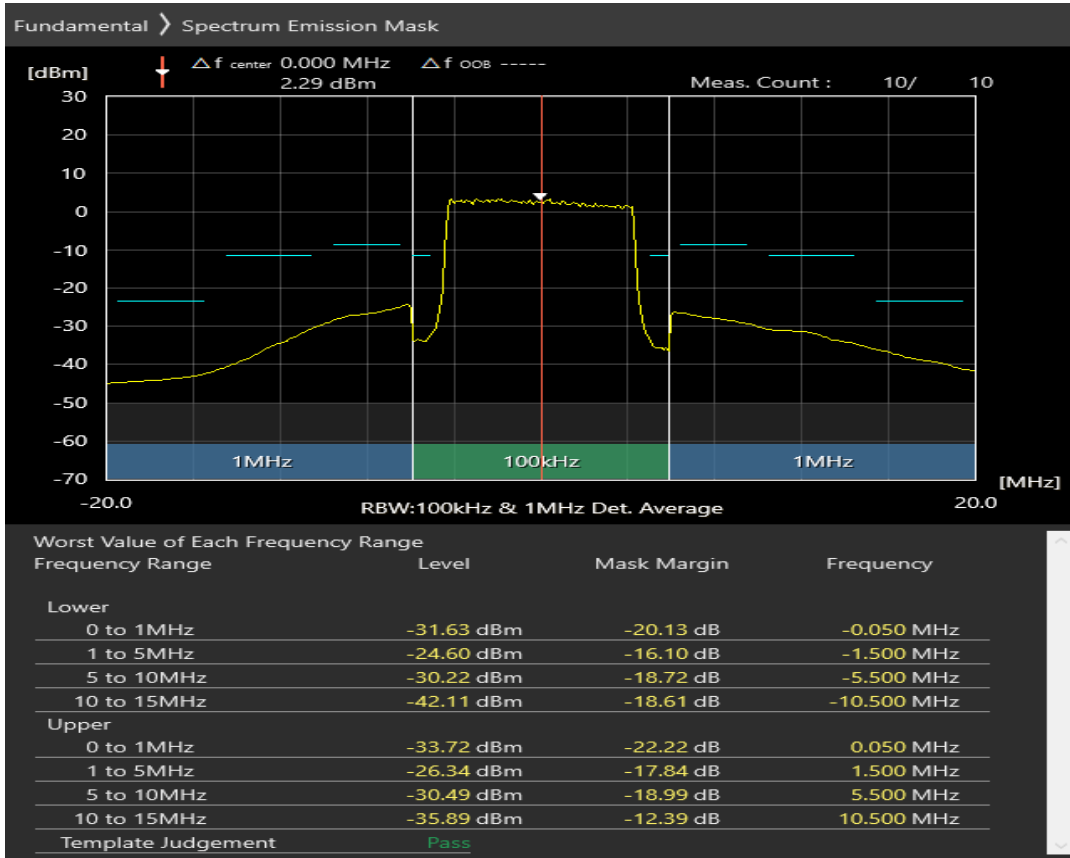 Fundamental ❯ Spectrum Emission Mask
△f center 0.000 MHz △f OOB -----
[dBm] 2.29 dBm Meas. Count : 10/ 10
30
20
10
0
-10
-20
-30
-40
-50
-60
1MHz 100kHz 1MHz
-70
[MHz]
-20.0 RBW:100kHz & 1MHz Det. Average 20.0
Worst Value of Each Frequency Range
Frequency Range Level Mask Margin Frequency
Lower
0 to 1MHz -31.63 dBm -20.13 dB -0.050 MHz
1 to 5MHz -24.60 dBm -16.10 dB -1.500 MHz
5 to 10MHz -30.22 dBm -18.72 dB -5.500 MHz
10 to 15MHz -42.11 dBm -18.61 dB -10.500 MHz
Upper
0 to 1MHz -33.72 dBm -22.22 dB 0.050 MHz
1 to 5MHz -26.34 dBm -17.84 dB 1.500 MHz
5 to 10MHz -30.49 dBm -18.99 dB 5.500 MHz
10 to 15MHz -35.89 dBm -12.39 dB 10.500 MHz
Template Judgement Pass